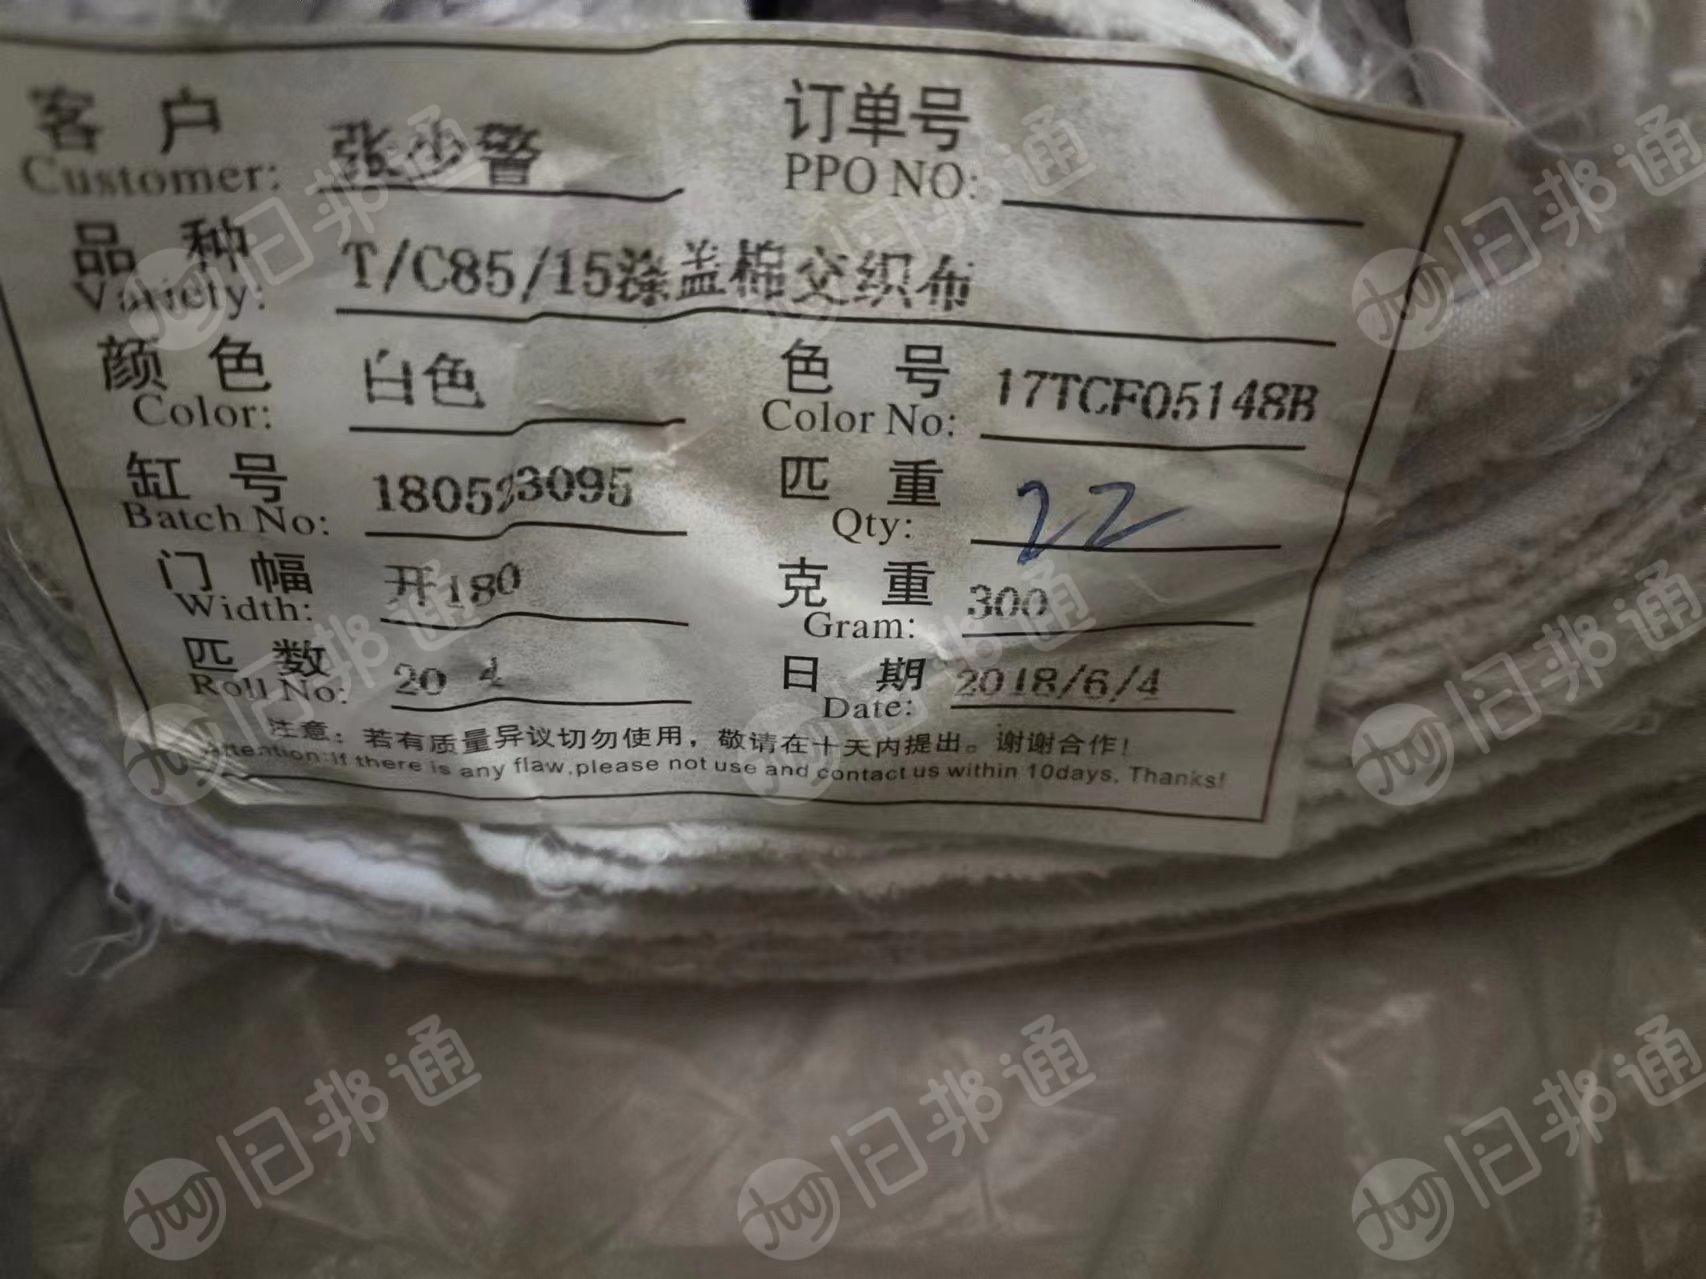 客户 张少警 订单号
Customer: PPO NO:
品种 T/C85/15涤盖棉交织布
Variety:
颜色 白色 色号 17TCF05148B
Color: Color No:
缸号 180523095 匹重 22
Batch No: Qty:
门幅 开180 克重 300
Width: Gram:
匹数 20 4 日期 2018/6/4
Roll No: Date:
注意：若有质量异议切勿使用，敬请在十天内提出。谢谢合作！
Attention:If there is any flaw,please not use and contact us within 10days, Thanks!
旧邦通
旧邦通
旧邦通
旧邦通
旧邦通
旧邦通
旧邦通
旧邦通
旧邦通